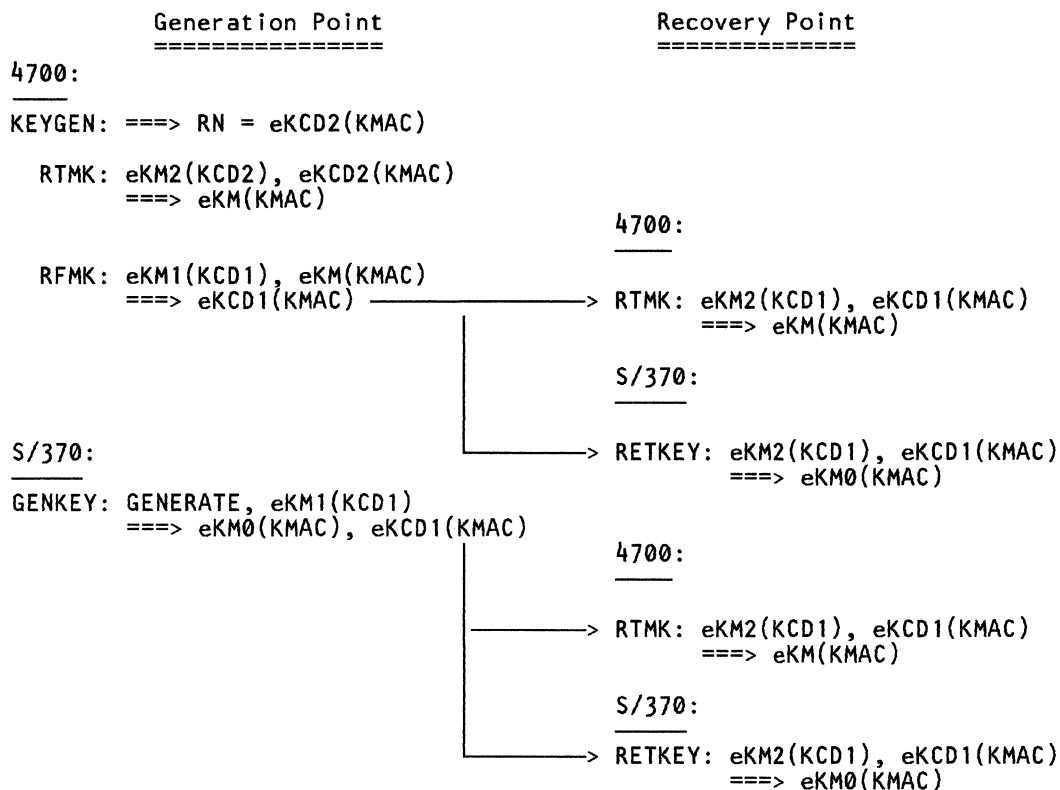 Generation Point
================
Recovery Point
==============
4700:
KEYGEN: ===> RN = eKCD2(KMAC)
RTMK: eKM2(KCD2), eKCD2(KMAC)
===> eKM(KMAC)
4700:
RFMK: eKM1(KCD1), eKM(KMAC)
===> eKCD1(KMAC)
> RTMK: eKM2(KCD1), eKCD1(KMAC)
===> eKM(KMAC)
S/370:
> RETKEY: eKM2(KCD1), eKCD1(KMAC)
===> eKM0(KMAC)
S/370:
GENKEY: GENERATE, eKM1(KCD1)
===> eKM0(KMAC), eKCD1(KMAC)
4700:
> RTMK: eKM2(KCD1), eKCD1(KMAC)
===> eKM(KMAC)
S/370:
> RETKEY: eKM2(KCD1), eKCD1(KMAC)
===> eKM0(KMAC)